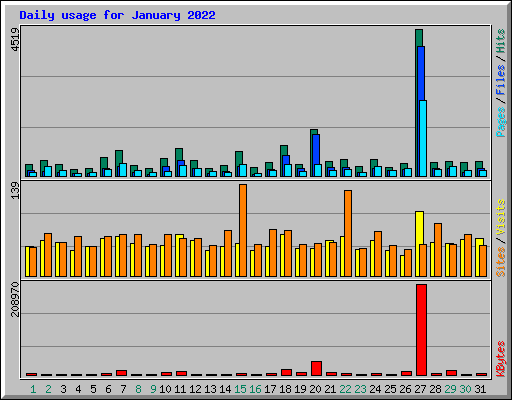 Daily usage for January 2022
4519
Pages / Files / Hits
139
Sites / Visits
208970
KBytes
1 2 3 4 5 6 7 8 9 10 11 12 13 14 15 16 17 18 19 20 21 22 23 24 25 26 27 28 29 30 31